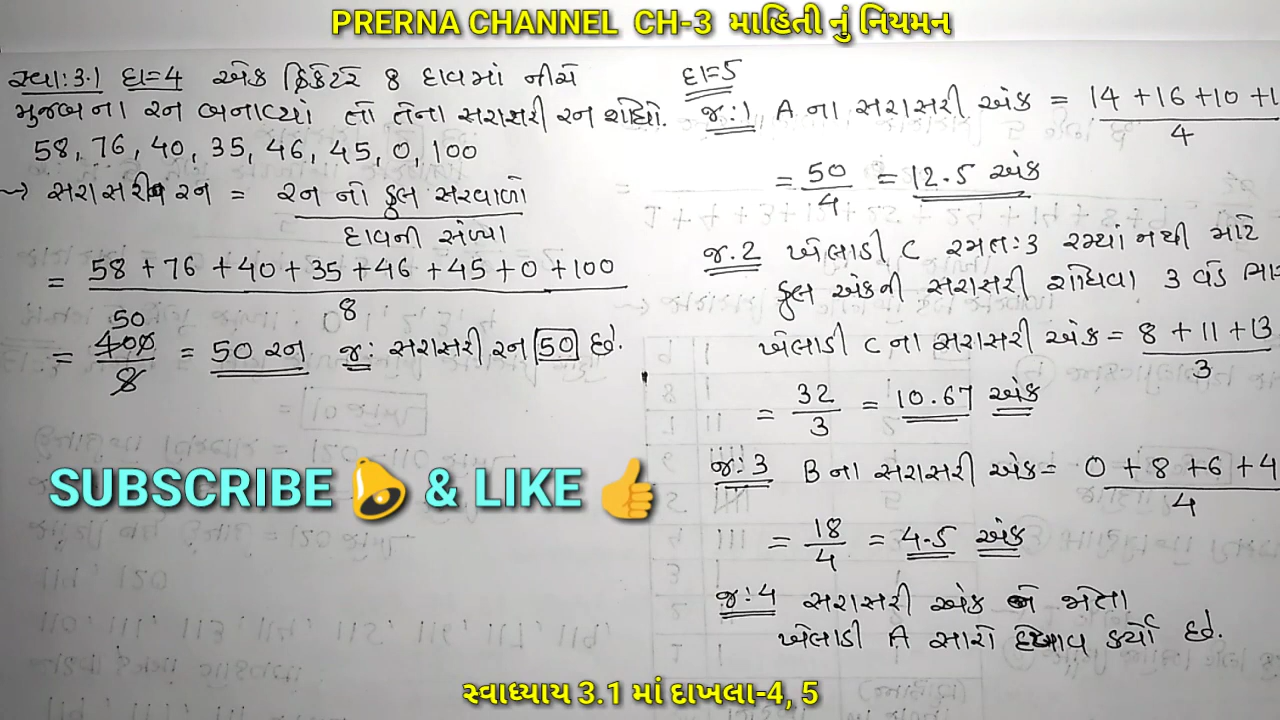 PRERNA CHANNEL CH-3 માહિતી નું નિયમન
સ્વા:3.1 દા=4 એક ક્રિકેટરે 8 દાવમાં નીચે
મુજબના રન બનાવ્યાં તો તેના સરાસરી રન શોધો.
58, 76, 40, 35, 46, 45, 0, 100
→ સરાસરી રન = રન નો કુલ સરવાળો
દાવની સંખ્યા
= 58 + 76 + 40 + 35 + 46 + 45 + 0 + 100
8
50
= 400 = 50 રન જ: સરાસરી રન 50 છે.
8
દા=5
જ:1 A ના સરાસરી એંક = 14 + 16 + 10 + 1
4
= 50 = 12.5 એંક
4
જ.2 ખેલાડી C રમત:3 રમ્યાં નથી માટે
કુલ એંકની સરાસરી શોધવા 3 વડે ભા
ખેલાડી C ના સરાસરી એંક = 8 + 11 + 13
3
= 32 = 10.67 એંક
3
જ:3 B ના સરાસરી એંક = 0 + 8 + 6 + 4
4
= 18 = 4.5 એંક
4
જ:4 સરાસરી એંક જોતા
ખેલાડી A સારો દેખાવ કર્યો છે.
SUBSCRIBE & LIKE
સ્વાધ્યાય 3.1 માં દાખલા-4, 5